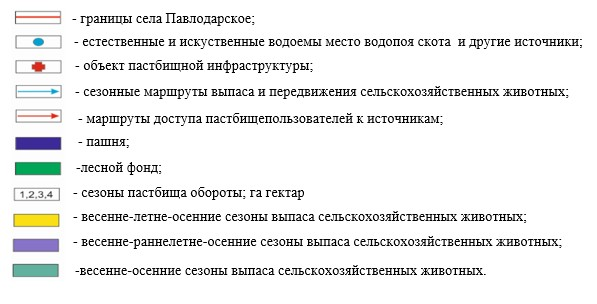 - границы села Павлодарское;
- естественные и искуственные водоемы место водопоя скота и другие источники;
- объект пастбищной инфраструктуры;
- сезонные маршруты выпаса и передвижения сельскохозяйственных животных;
- маршруты доступа пастбищепользователей к источникам;
- пашня;
-лесной фонд;
1,2,3,4 - сезоны пастбища обороты; га гектар
- весенне-летне-осенние сезоны выпаса сельскохозяйственных животных;
- весенне-раннелетне-осенние сезоны выпаса сельскохозяйственных животных;
-весенне-осенние сезоны выпаса сельскохозяйственных животных.